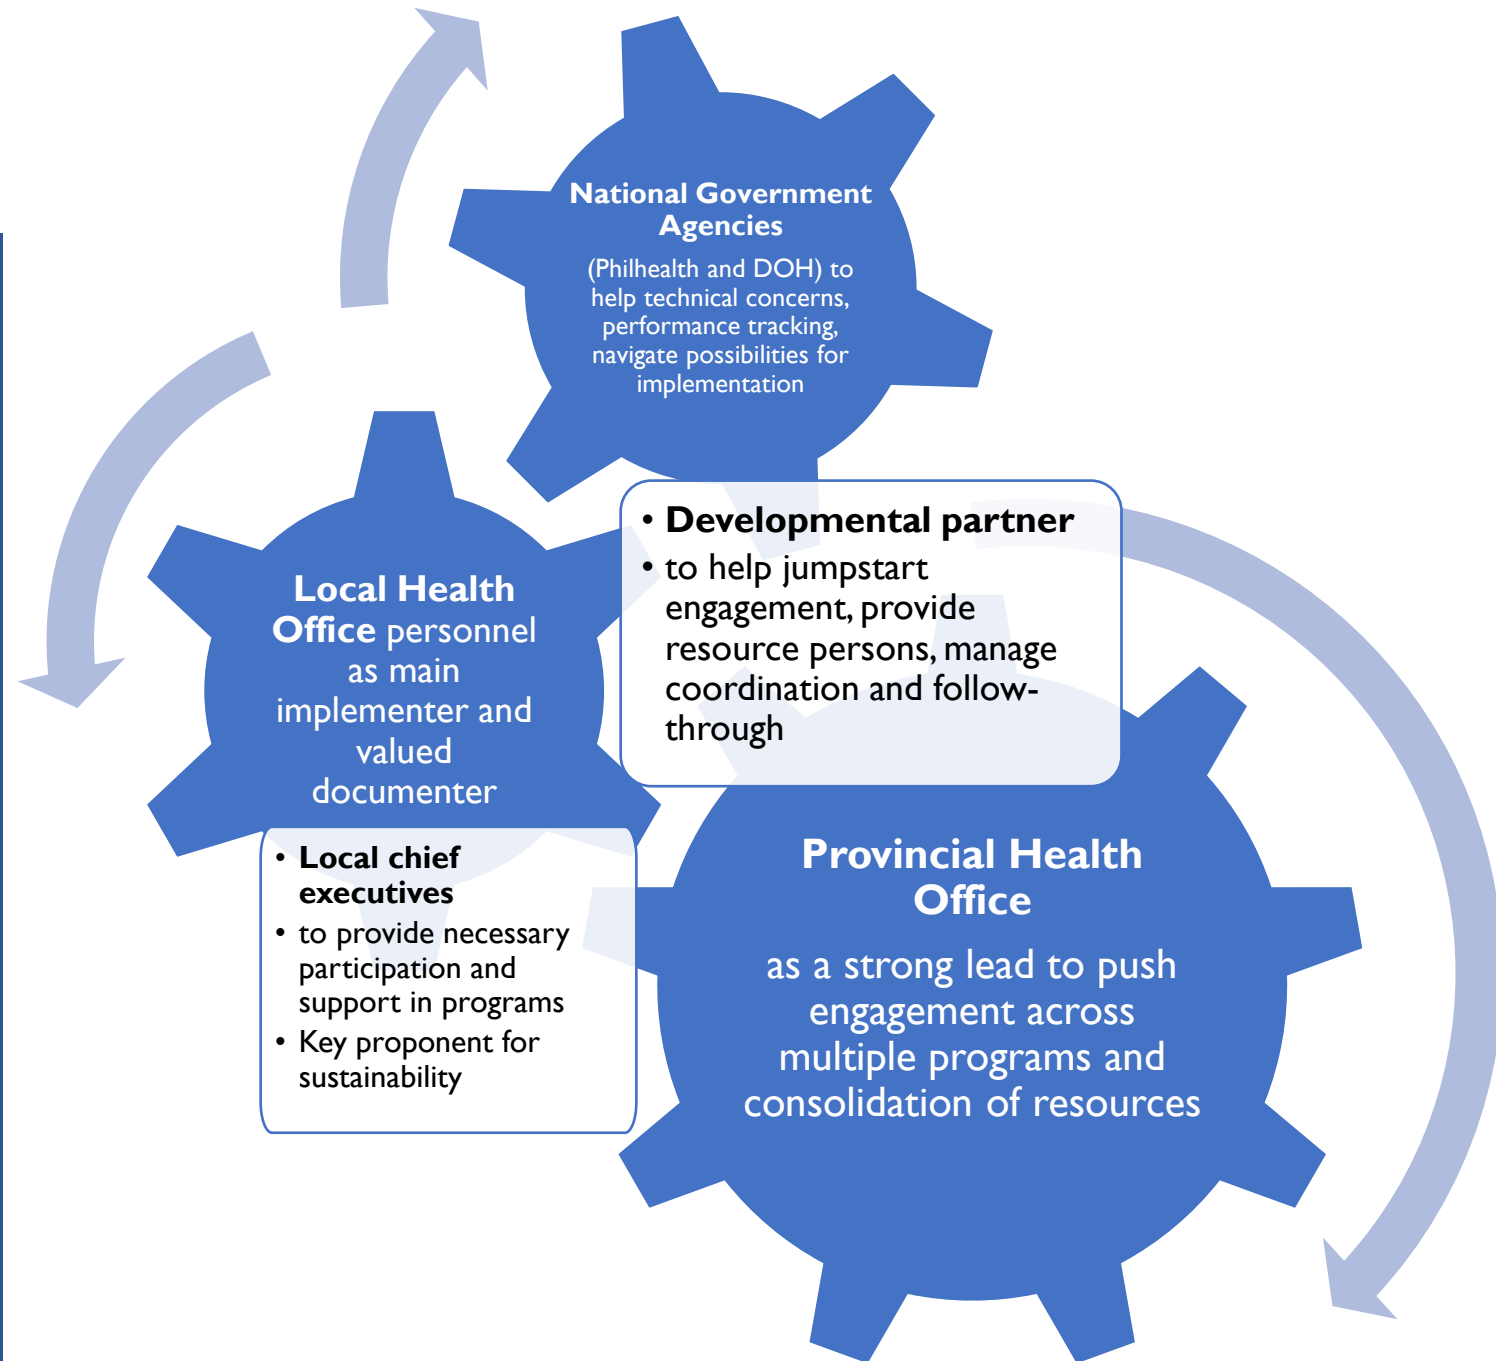 National Government
Agencies
(Philhealth and DOH) to
help technical concerns,
performance tracking,
navigate possibilities for
implementation
• Developmental partner
• to help jumpstart
engagement, provide
resource persons, manage
coordination and follow-
through
Local Health
Office personnel
as main
implementer and
valued
documenter
• Local chief
executives
• to provide necessary
participation and
support in programs
• Key proponent for
sustainability
Provincial Health
Office
as a strong lead to push
engagement across
multiple programs and
consolidation of resources